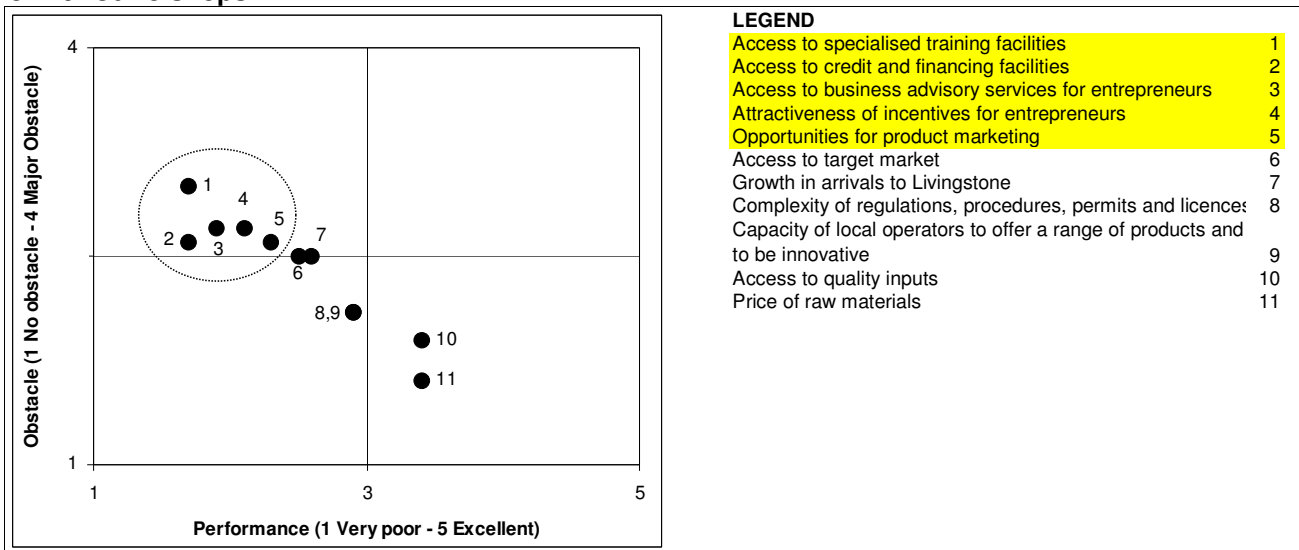 4
Obstacle (1 No obstacle - 4 Major Obstacle)
1
4
2
3
5
7
6
8,9
10
11
1
1
3
5
Performance (1 Very poor - 5 Excellent)
LEGEND
Access to specialised training facilities 1
Access to credit and financing facilities 2
Access to business advisory services for entrepreneurs 3
Attractiveness of incentives for entrepreneurs 4
Opportunities for product marketing 5
Access to target market 6
Growth in arrivals to Livingstone 7
Complexity of regulations, procedures, permits and licences 8
Capacity of local operators to offer a range of products and
to be innovative 9
Access to quality inputs 10
Price of raw materials 11